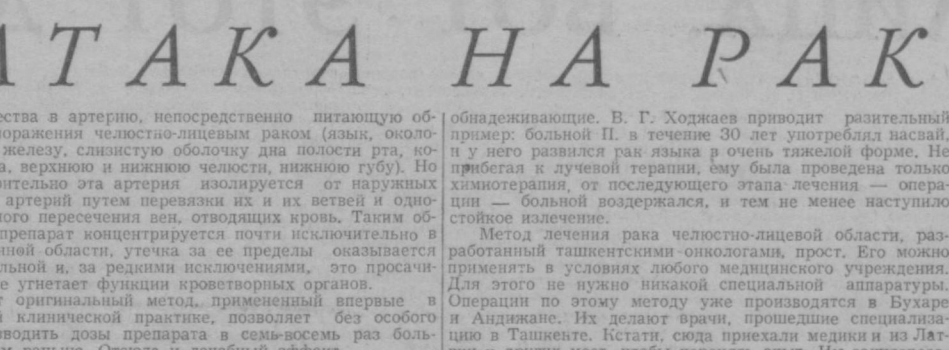 АТАКА НА РАК
ества в артерию, непосредственно питающую об-
поражения челюстно-лицевым раком (язык, около-
железу, слизистую оболочку дна полости рта, ко-
а, верхнюю и нижнюю челюсти, нижнюю губу). Но
рительно эта артерия изолируется от наружных
артерий путем перевязки их и их ветвей и одно-
ного пересечения вен, отводящих кровь. Таким об-
препарат концентрируется почти исключительно в
нной области, утечка за ее пределы оказывается
льной и, за редкими исключениями, это просачи-
е угнетает функции кроветворных органов.
т оригинальный метод, примененный впервые в
й клинической практике, позволяет без особого
вводить дозы препарата в семь-восемь раз боль-
обнадеживающие. В. Г. Ходжаев приводит разительный
пример: больной П. в течение 30 лет употреблял насвай,
и у него развился рак языка в очень тяжелой форме. Не
прибегая к лучевой терапии, ему была проведена только
химиотерапия, от последующего этапа лечения — опера
ции — больной воздержался, и тем не менее наступило
стойкое излечение.
Метод лечения рака челюстно-лицевой области, раз-
работанный ташкентскими онкологами, прост. Его можно
применять в условиях любого медицинского учреждения.
Для этого не нужно никакой специальной аппаратуры.
Операции по этому методу уже производятся в Бухаре
и Андижане. Их делают врачи, прошедшие специализа-
цию в Ташкенте. Кстати, сюда приехали медики и из Лат